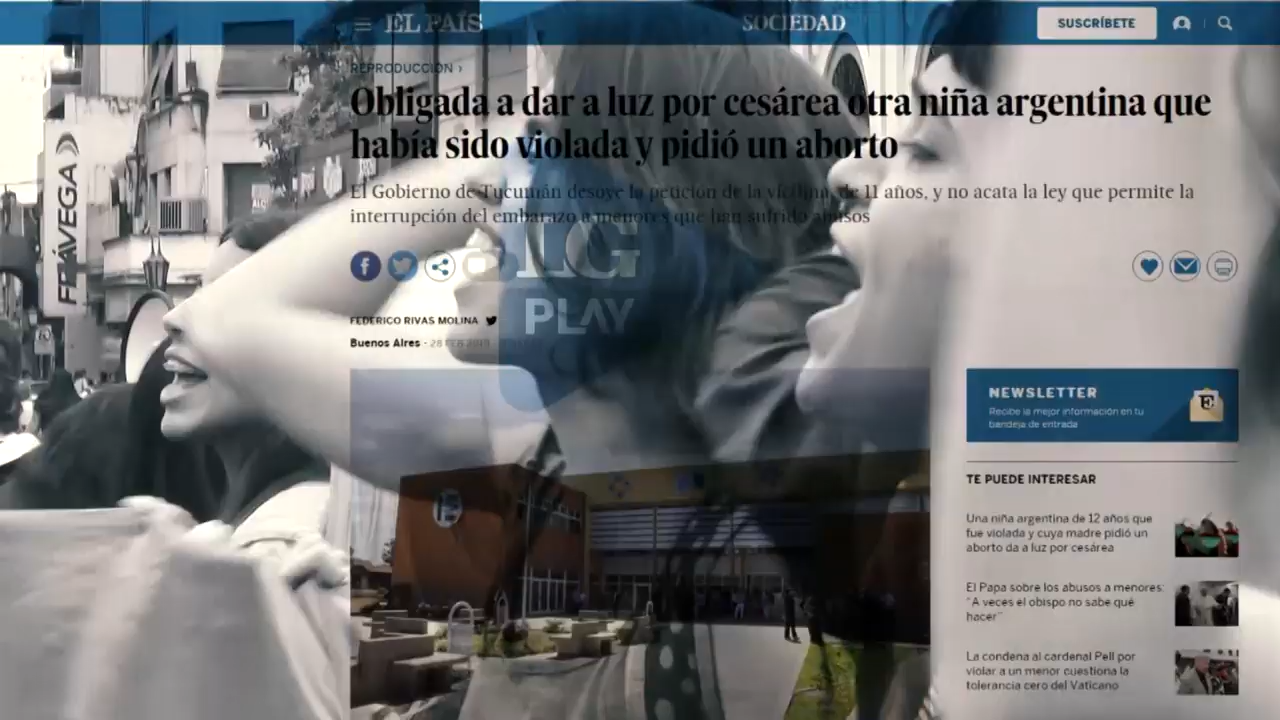 EL PAÍS
SOCIEDAD
SUSCRÍBETE
REPRODUCCIÓN ›
FRÁVEGA
Obligada a dar a luz por cesárea otra niña argentina que
había sido violada y pidió un aborto
El Gobierno de Tucumán desoye la petición de la víctima, de 11 años, y no acata la ley que permite la
interrupción del embarazo a menores que han sufrido abusos
LG
PLAY
FEDERICO RIVAS MOLINA
Buenos Aires - 28 FEB 2019
NEWSLETTER
Recibe la mejor información en tu
bandeja de entrada
TE PUEDE INTERESAR
Una niña argentina de 12 años que
fue violada y cuya madre pidió un
aborto da a luz por cesárea
El Papa sobre los abusos a menores:
“A veces el obispo no sabe qué
hacer”
La condena al cardenal Pell por
violar a un menor cuestiona la
tolerancia cero del Vaticano